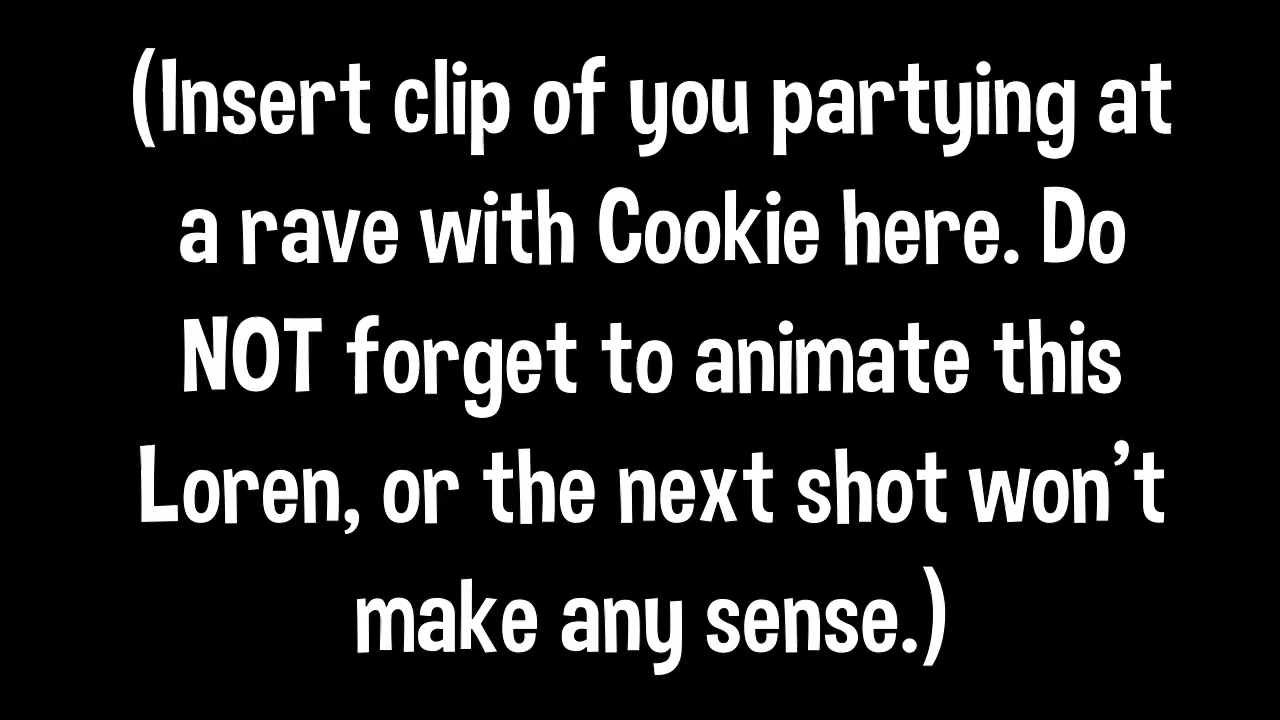 (Insert clip of you partying at
a rave with Cookie here. Do
NOT forget to animate this
Loren, or the next shot won’t
make any sense.)